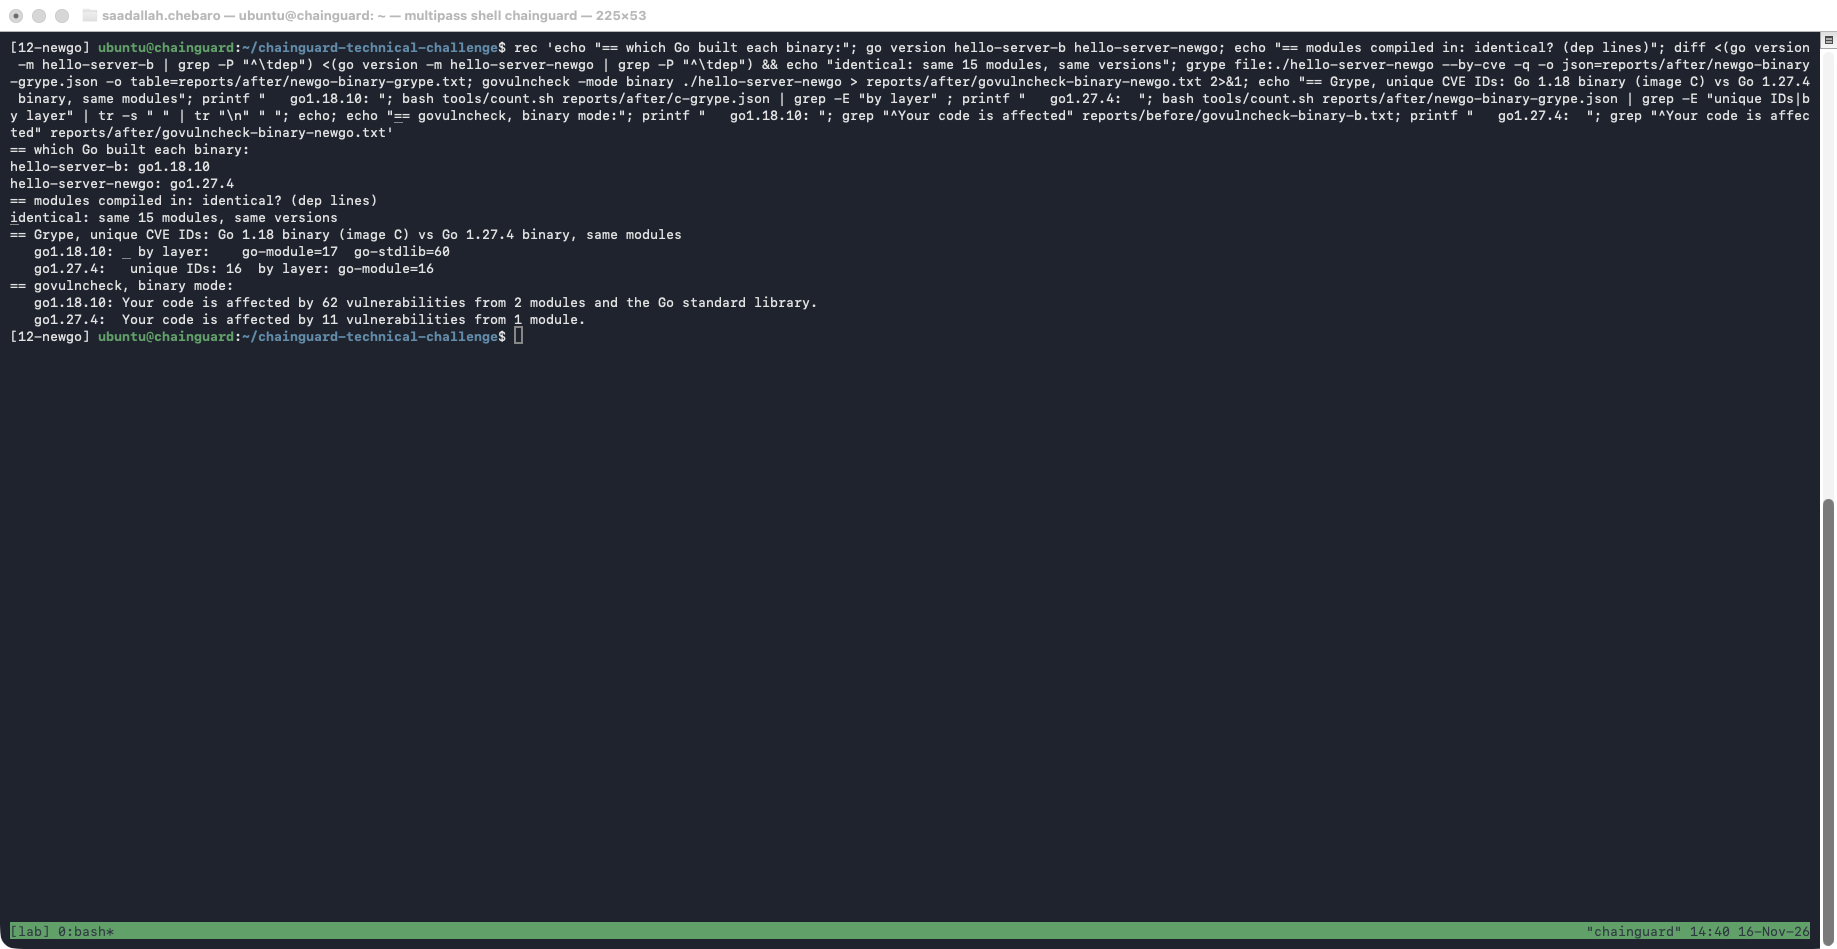 saadallah.chebaro — ubuntu@chainguard: ~ — multipass shell chainguard — 225×53
[12-newgo] ubuntu@chainguard:~/chainguard-technical-challenge$ rec 'echo "== which Go built each binary:"; go version hello-server-b hello-server-newgo; echo "== modules compiled in: identical? (dep lines)"; diff <(go version
 -m hello-server-b | grep -P "^\tdep") <(go version -m hello-server-newgo | grep -P "^\tdep") && echo "identical: same 15 modules, same versions"; grype file:./hello-server-newgo --by-cve -q -o json=reports/after/newgo-binary
-grype.json -o table=reports/after/newgo-binary-grype.txt; govulncheck -mode binary ./hello-server-newgo > reports/after/govulncheck-binary-newgo.txt 2>&1; echo "== Grype, unique CVE IDs: Go 1.18 binary (image C) vs Go 1.27.4
 binary, same modules"; printf "   go1.18.10: "; bash tools/count.sh reports/after/c-grype.json | grep -E "by layer" ; printf "   go1.27.4:  "; bash tools/count.sh reports/after/newgo-binary-grype.json | grep -E "unique IDs|b
y layer" | tr -s " " | tr "\n" " "; echo; echo "== govulncheck, binary mode:"; printf "   go1.18.10: "; grep "^Your code is affected" reports/before/govulncheck-binary-b.txt; printf "   go1.27.4:  "; grep "^Your code is affec
ted" reports/after/govulncheck-binary-newgo.txt'
== which Go built each binary:
hello-server-b: go1.18.10
hello-server-newgo: go1.27.4
== modules compiled in: identical? (dep lines)
identical: same 15 modules, same versions
== Grype, unique CVE IDs: Go 1.18 binary (image C) vs Go 1.27.4 binary, same modules
   go1.18.10: _ by layer:    go-module=17  go-stdlib=60
   go1.27.4:   unique IDs: 16  by layer: go-module=16
== govulncheck, binary mode:
   go1.18.10: Your code is affected by 62 vulnerabilities from 2 modules and the Go standard library.
   go1.27.4:  Your code is affected by 11 vulnerabilities from 1 module.
[12-newgo] ubuntu@chainguard:~/chainguard-technical-challenge$
[lab] 0:bash* "chainguard" 14:40 16-Nov-26